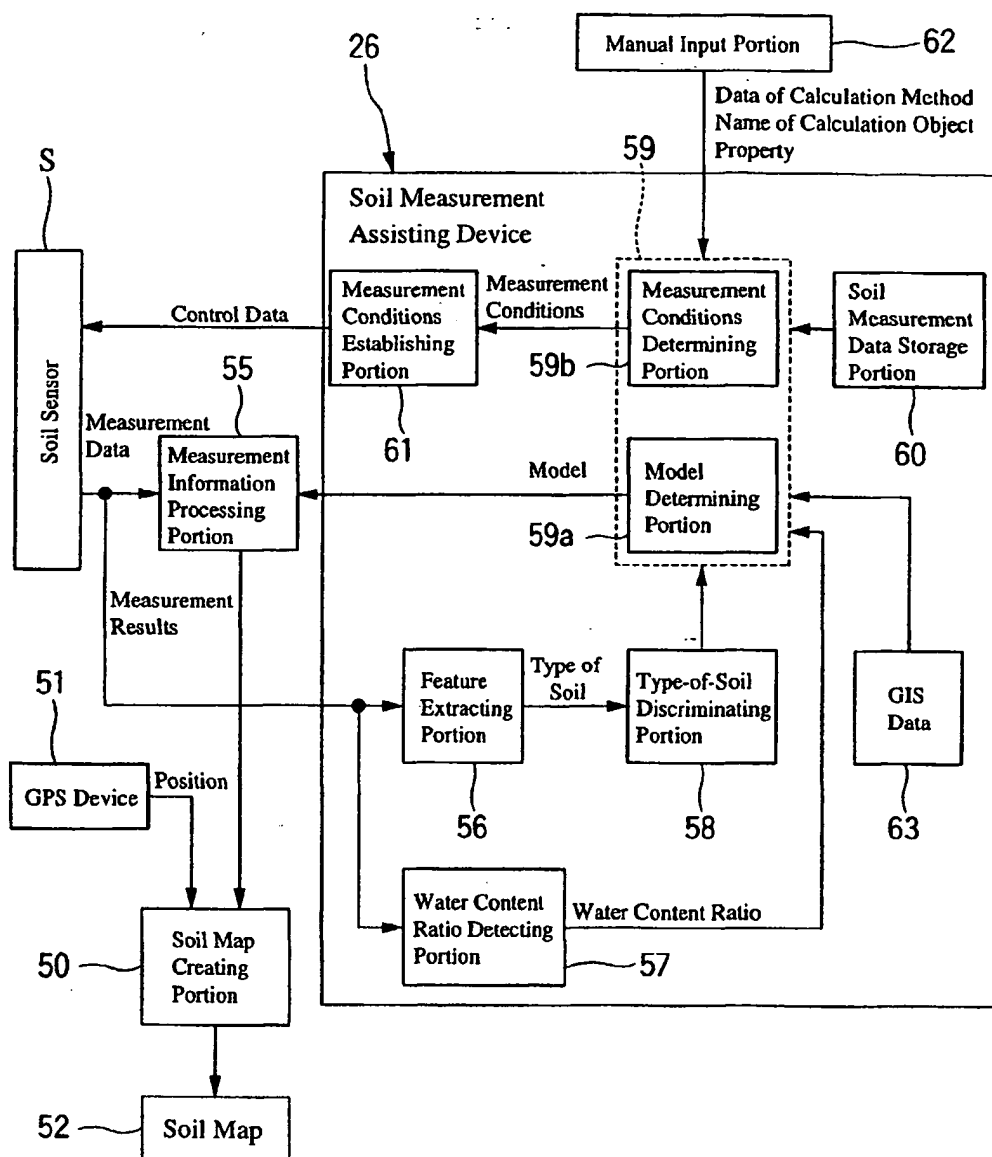 Manual Input Portion
62
26
Data of Calculation Method
Name of Calculation Object
Property
59
S
Soil Measurement
Assisting Device
Soil Sensor
Control Data
Measurement
Conditions
Establishing
Portion
61
Measurement
Conditions
Measurement
Conditions
Determining
Portion
59b
Soil
Measurement
Data Storage
Portion
60
55
Measurement
Data
Measurement
Information
Processing
Portion
Model
Model
Determining
Portion
59a
Measurement
Results
51
GPS Device
Position
Feature
Extracting
Portion
56
Type of
Soil
Type-of-Soil
Discriminating
Portion
58
GIS
Data
63
Water Content
Ratio Detecting
Portion
57
Water Content Ratio
50
Soil Map
Creating
Portion
52
Soil Map